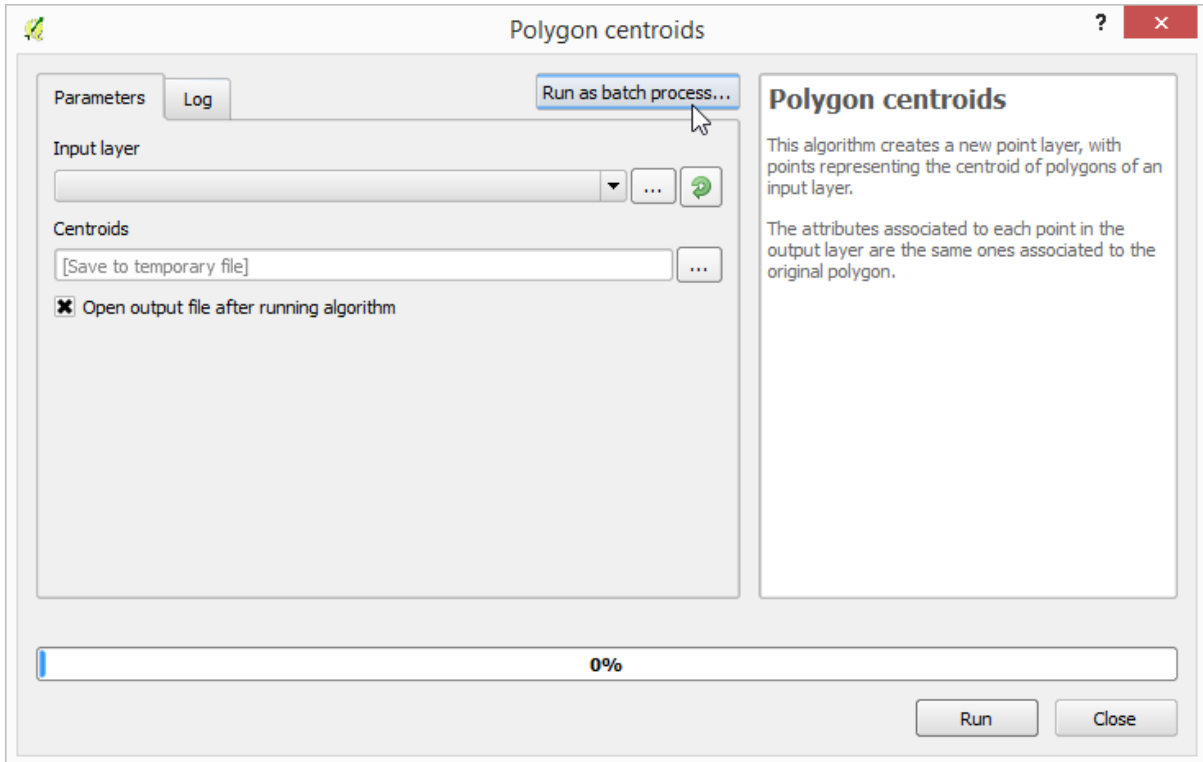 Polygon centroids
?
×
Parameters
Log
Run as batch process...
Input layer
...
Centroids
[Save to temporary file]
...
Open output file after running algorithm
Polygon centroids
This algorithm creates a new point layer, with
points representing the centroid of polygons of an
input layer.
The attributes associated to each point in the
output layer are the same ones associated to the
original polygon.
0%
Run
Close